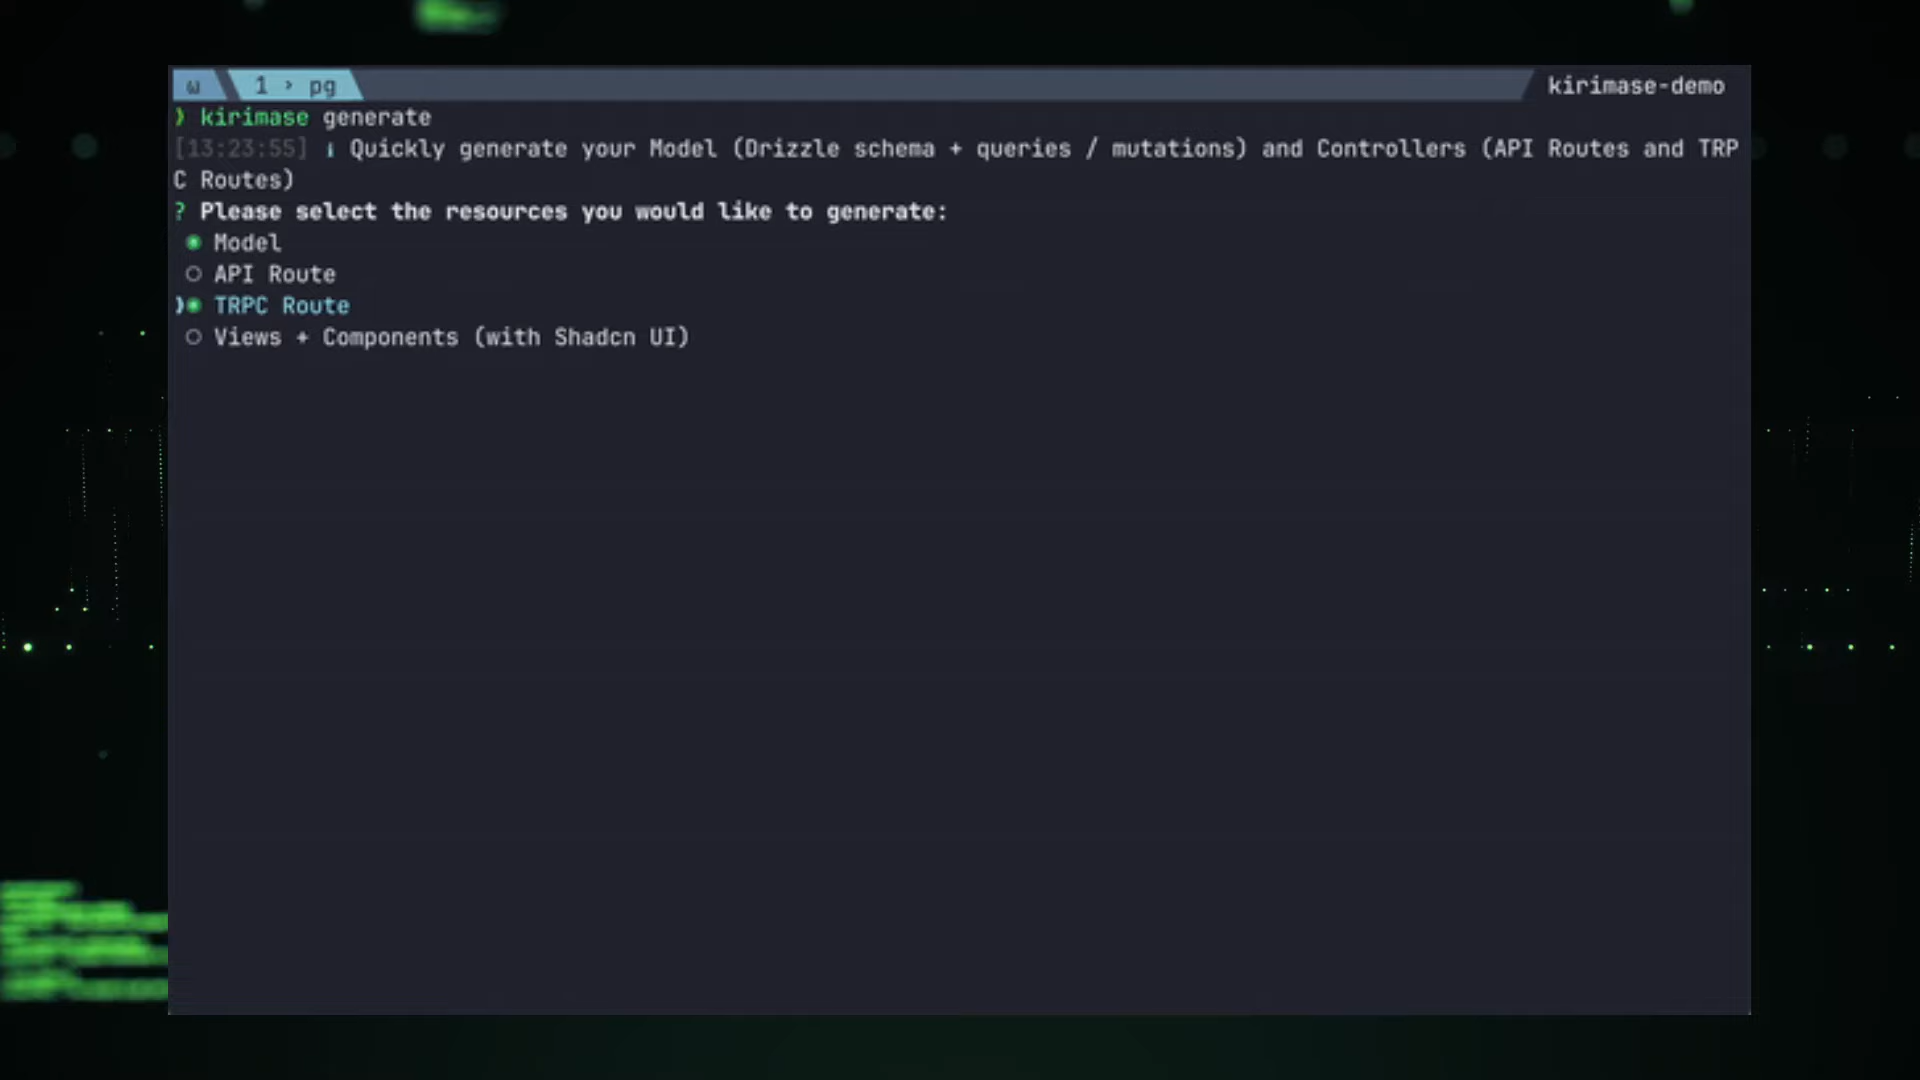 ω 1 › pg kirimase-demo
❯ kirimase generate
[13:23:55] ℹ Quickly generate your Model (Drizzle schema + queries / mutations) and Controllers (API Routes and TRP
C Routes)
? Please select the resources you would like to generate:
◉ Model
◯ API Route
❯◉ TRPC Route
◯ Views + Components (with Shadcn UI)